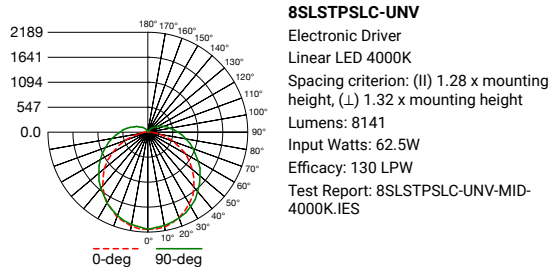 2189
1641
1094
547
0.0
180°
170°
160°
150°
140°
130°
120°
110°
100°
90°
80°
70°
60°
50°
40°
30°
20°
10°
0°
0-deg
90-deg
8SLSTPSLC-UNV
Electronic Driver
Linear LED 4000K
Spacing criterion: (II) 1.28 x mounting
height, (⊥) 1.32 x mounting height
Lumens: 8141
Input Watts: 62.5W
Efficacy: 130 LPW
Test Report: 8SLSTPSLC-UNV-MID-
4000K.IES